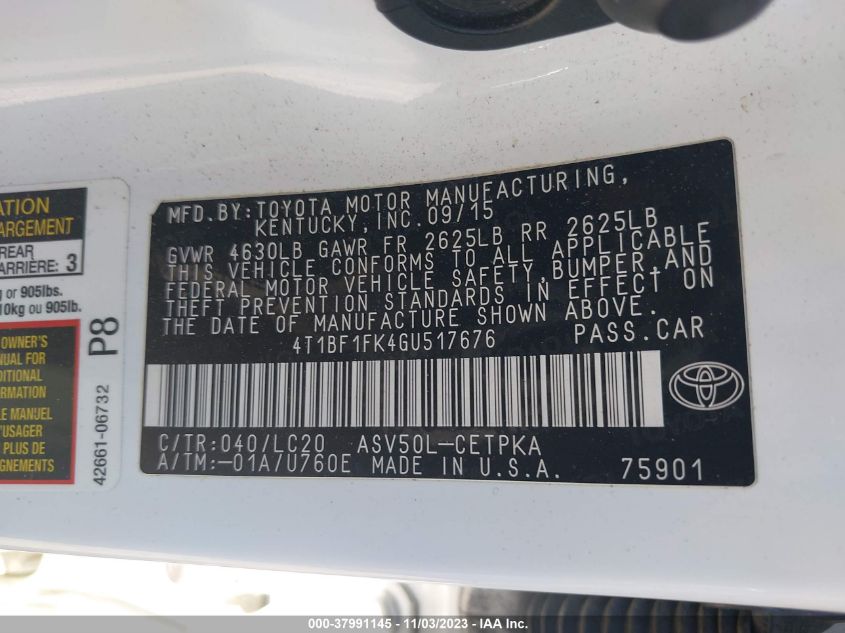 ATION
ARGEMENT
REAR
ARRIÈRE: 3
g or 905lbs.
10kg ou 905lb.
OWNER'S
ANUAL FOR
DITIONAL
ORMATION
LE MANUEL
'USAGER
PLUS DE
GNEMENTS
P8
42661-06732
MFD.BY:TOYOTA MOTOR MANUFACTURING,
KENTUCKY,INC.09/15
GVWR 4630LB GAWR FR 2625LB RR 2625LB
THIS VEHICLE CONFORMS TO ALL APPLICABLE
FEDERAL MOTOR VEHICLE SAFETY,BUMPER,AND
THEFT PREVENTION STANDARDS IN EFFECT ON
THE DATE OF MANUFACTURE SHOWN ABOVE.
4T1BF1FK4GU517676 PASS.CAR
C/TR:040/LC20 ASV50L-CETPKA
A/TM:-01A/U760E MADE IN U.S.A. 75901
000-37991145 - 11/03/2023 - IAA Inc.